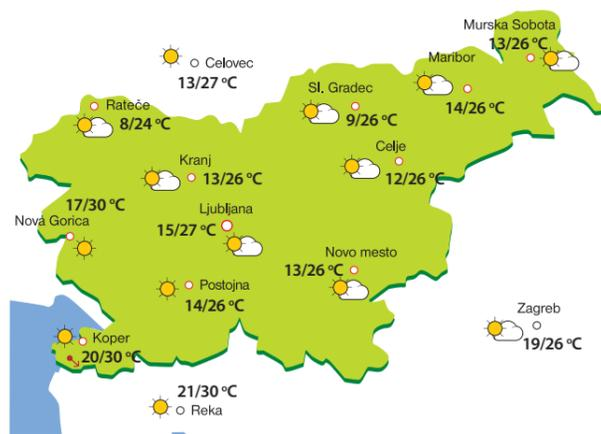 Murska Sobota
13/26 °C
Celovec
13/27 °C
Maribor
14/26 °C
Sl. Gradec
9/26 °C
Rateče
8/24 °C
Celje
12/26 °C
Kranj
13/26 °C
17/30 °C
Nova Gorica
Ljubljana
15/27 °C
Novo mesto
13/26 °C
Postojna
14/26 °C
Zagreb
19/26 °C
Koper
20/30 °C
21/30 °C
Reka